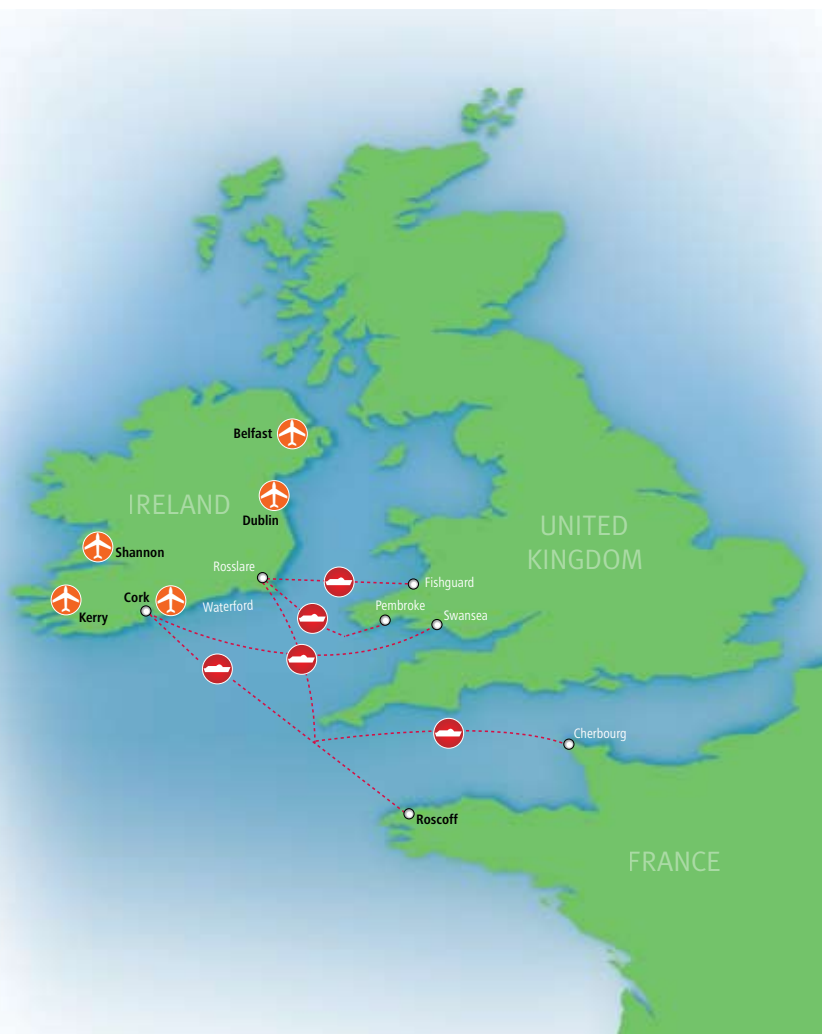 Belfast
IRELAND
Dublin
UNITED
KINGDOM
Shannon
Rosslare
Fishguard
Cork
Waterford
Pembroke
Kerry
Swansea
Cherbourg
Roscoff
FRANCE